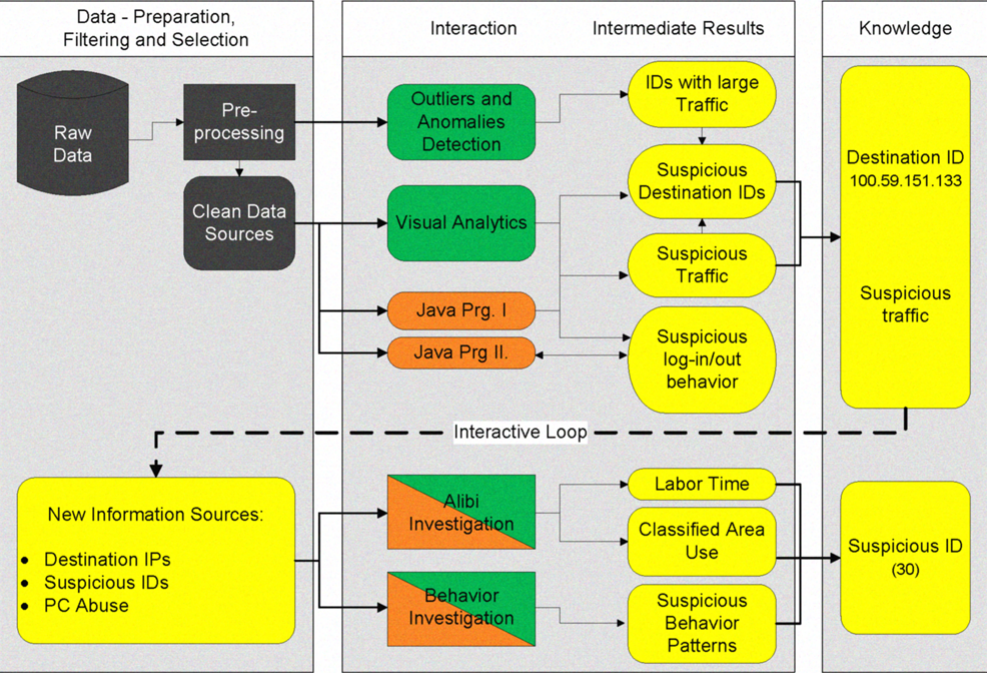 Data - Preparation,
Filtering and Selection
Interaction
Intermediate Results
Knowledge
Raw
Data
Pre-
processing
Clean Data
Sources
Outliers and
Anomalies
Detection
Visual Analytics
Java Prg. I
Java Prg II.
IDs with large
Traffic
Suspicious
Destination IDs
Suspicious
Traffic
Suspicious
log-in/out
behavior
Destination ID
100.59.151.133
Suspicious
traffic
Interactive Loop
New Information Sources:
• Destination IPs
• Suspicious IDs
• PC Abuse
Alibi
Investigation
Behavior
Investigation
Labor Time
Classified Area
Use
Suspicious
Behavior
Patterns
Suspicious ID
(30)